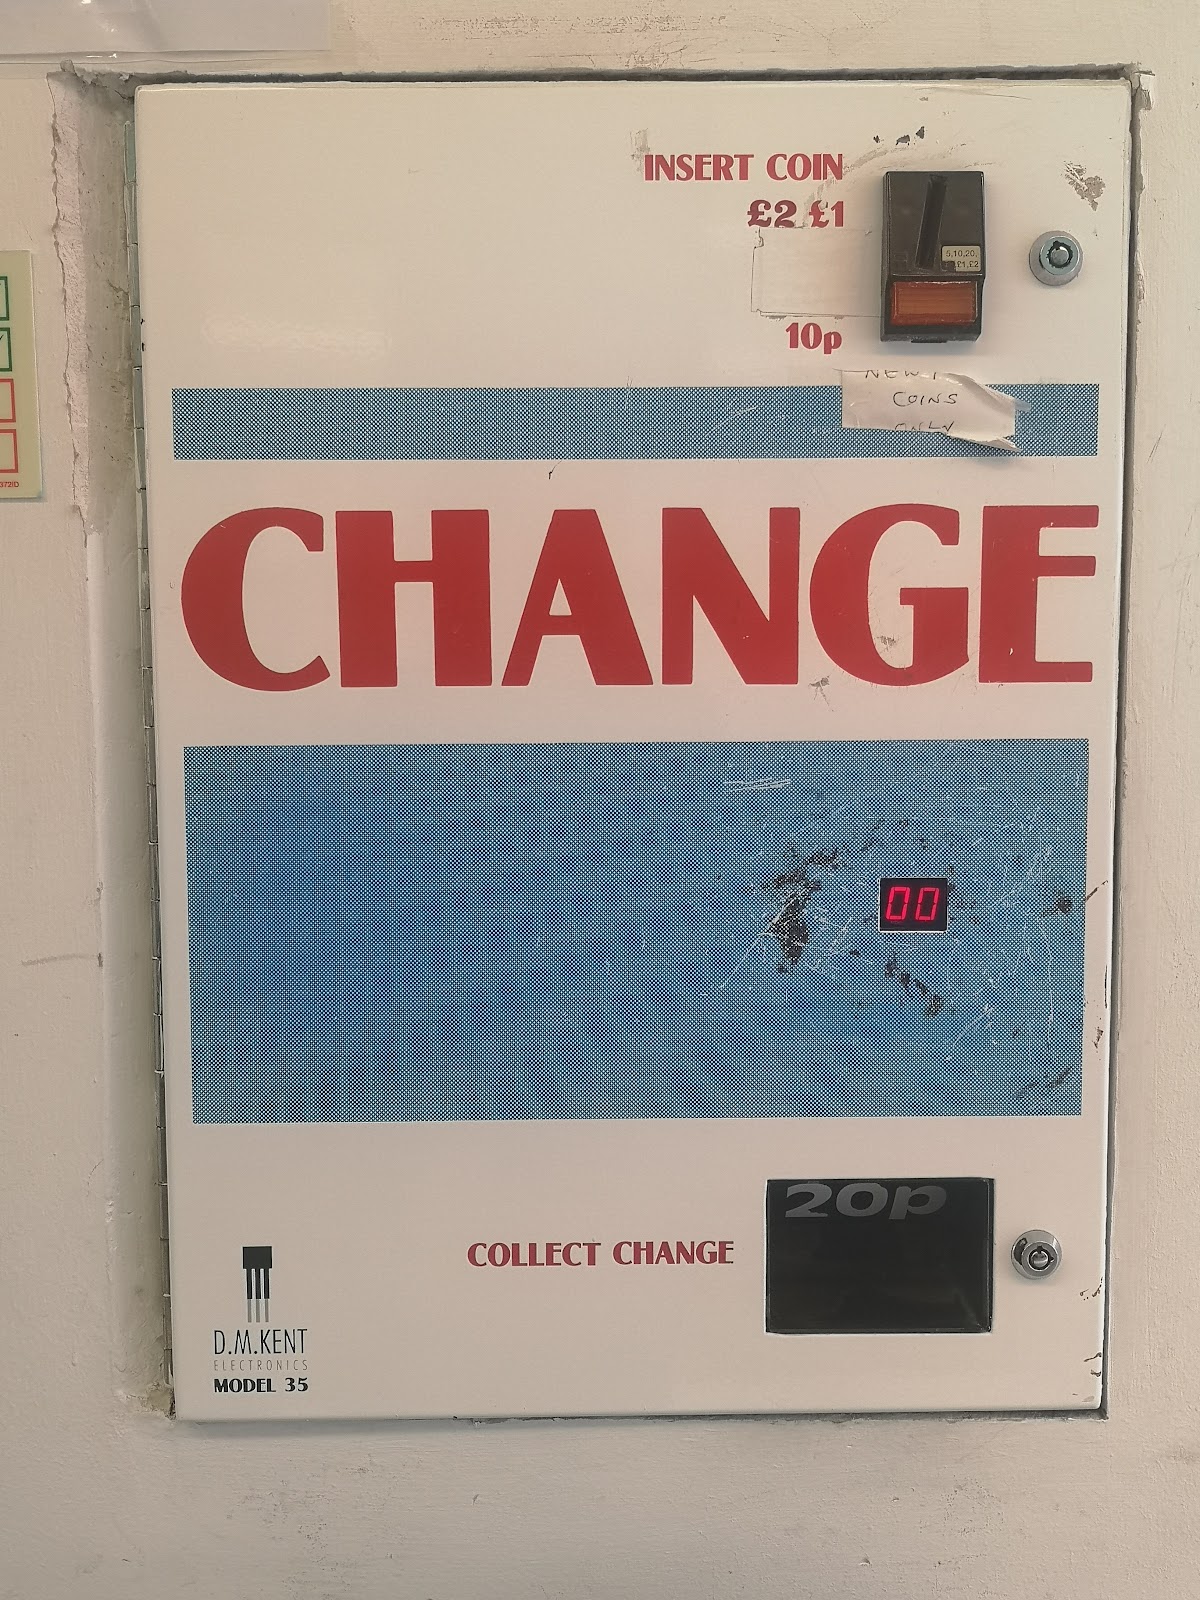 INSERT COIN
£2 £1
5,10,20,
£1,£2
10p
NEW
COINS
ONLY
CHANGE
00
20p
COLLECT CHANGE
D.M.KENT
ELECTRONICS
MODEL 35